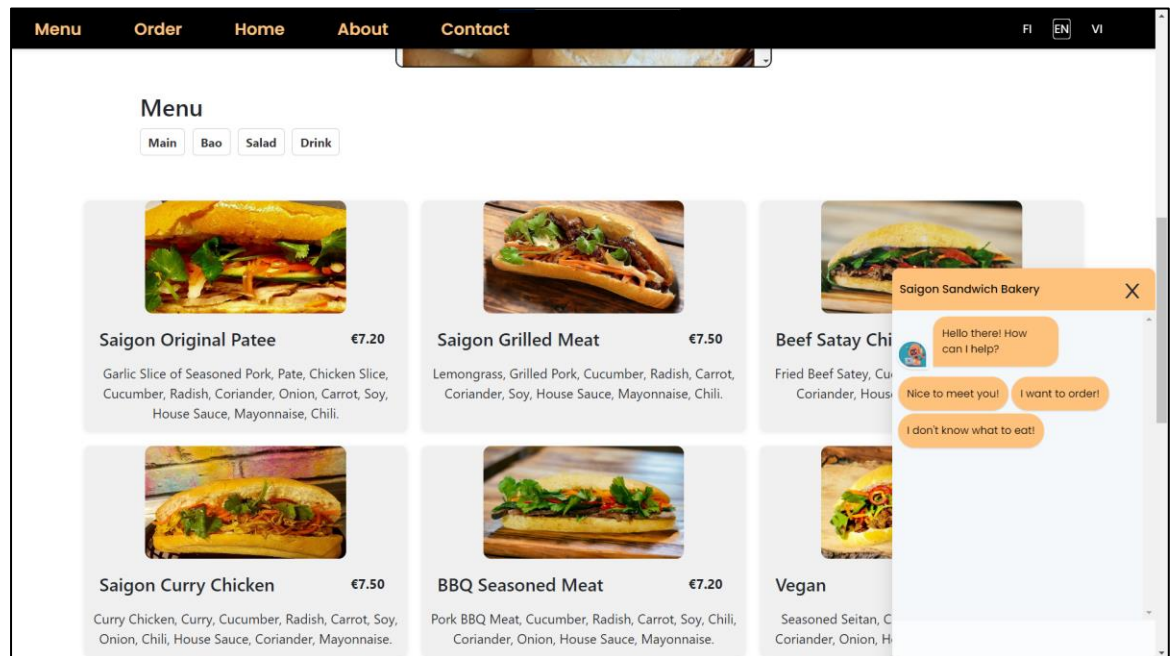 Menu Order Home About Contact FI EN VI
Menu
Main Bao Salad Drink
Saigon Original Patee €7.20
Garlic Slice of Seasoned Pork, Pate, Chicken Slice,
Cucumber, Radish, Coriander, Onion, Carrot, Soy,
House Sauce, Mayonnaise, Chili.
Saigon Grilled Meat €7.50
Lemongrass, Grilled Pork, Cucumber, Radish, Carrot,
Coriander, Soy, House Sauce, Mayonnaise, Chili.
Beef Satay Chi
Fried Beef Satey, Cu
Coriander, Hous
Saigon Sandwich Bakery X
Hello there! How
can I help?
Nice to meet you! I want to order!
I don't know what to eat!
Saigon Curry Chicken €7.50
Curry Chicken, Curry, Cucumber, Radish, Carrot, Soy,
Onion, Chili, House Sauce, Coriander, Mayonnaise.
BBQ Seasoned Meat €7.20
Pork BBQ Meat, Cucumber, Radish, Carrot, Soy, Chili,
Coriander, Onion, House Sauce, Mayonnaise.
Vegan
Seasoned Seitan, C
Coriander, Onion, H